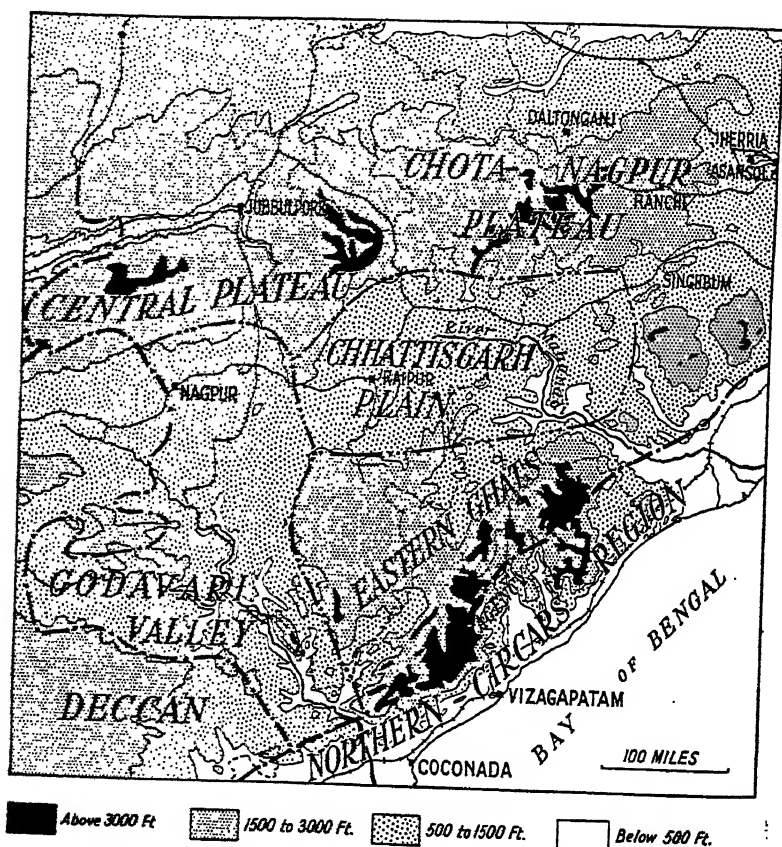 DALTONGANJ
JHERRIA
ASANSOL
CHOTA NAGPUR
RANCHI
JUBBULPORE
PLATEAU
SINGHBUM
CENTRAL PLATEAU
River
CHHATTISGARH
RAIPUR
NAGPUR
PLAIN
EASTERN GHATS
GODAVARI
VALLEY
DECCAN
NORTHERN - CIRCARS REGION
VIZAGAPATAM
BAY OF BENGAL
COCONADA
100 MILES
Above 3000 Ft
1500 to 3000 Ft.
500 to 1500 Ft.
Below 500 Ft.